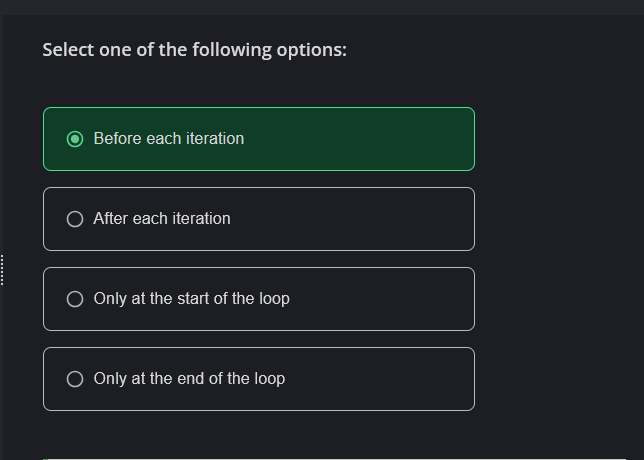 Select one of the following options:
Before each iteration
After each iteration
Only at the start of the loop
Only at the end of the loop